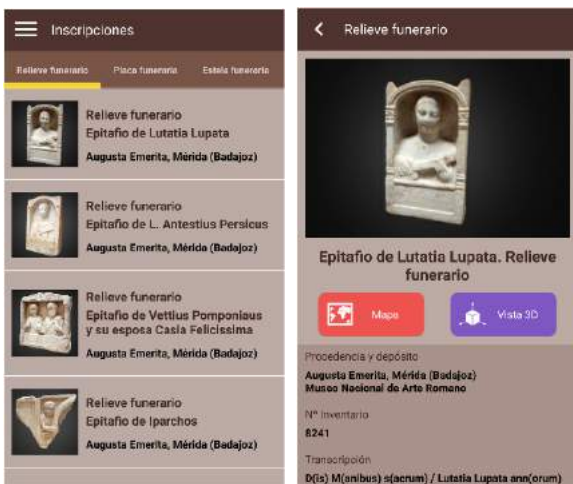 Inscripciones
Relieve funerario Placa funeraria Estela funeraria
Relieve funerario
Epitafio de Lutatia Lupata
Augusta Emerita, Mérida (Badajoz)
Relieve funerario
Epitafio de L. Antestius Persicus
Augusta Emerita, Mérida (Badajoz)
Relieve funerario
Epitafio de Vettius Pomponiaus
y su esposa Casia Felicissima
Augusta Emerita, Mérida (Badajoz)
Relieve funerario
Epitafio de Iparchos
Augusta Emerita, Mérida (Badajoz)
Relieve funerario
Epitafio de Lutatia Lupata. Relieve
funerario
Mapa
Vista 3D
Procedencia y depósito
Augusta Emerita, Mérida (Badajoz)
Museo Nacional de Arte Romano
Nº Inventario
8241
Transcripción
D(is) M(anibus) s(acrum) / Lutatia Lupata ann(orum)